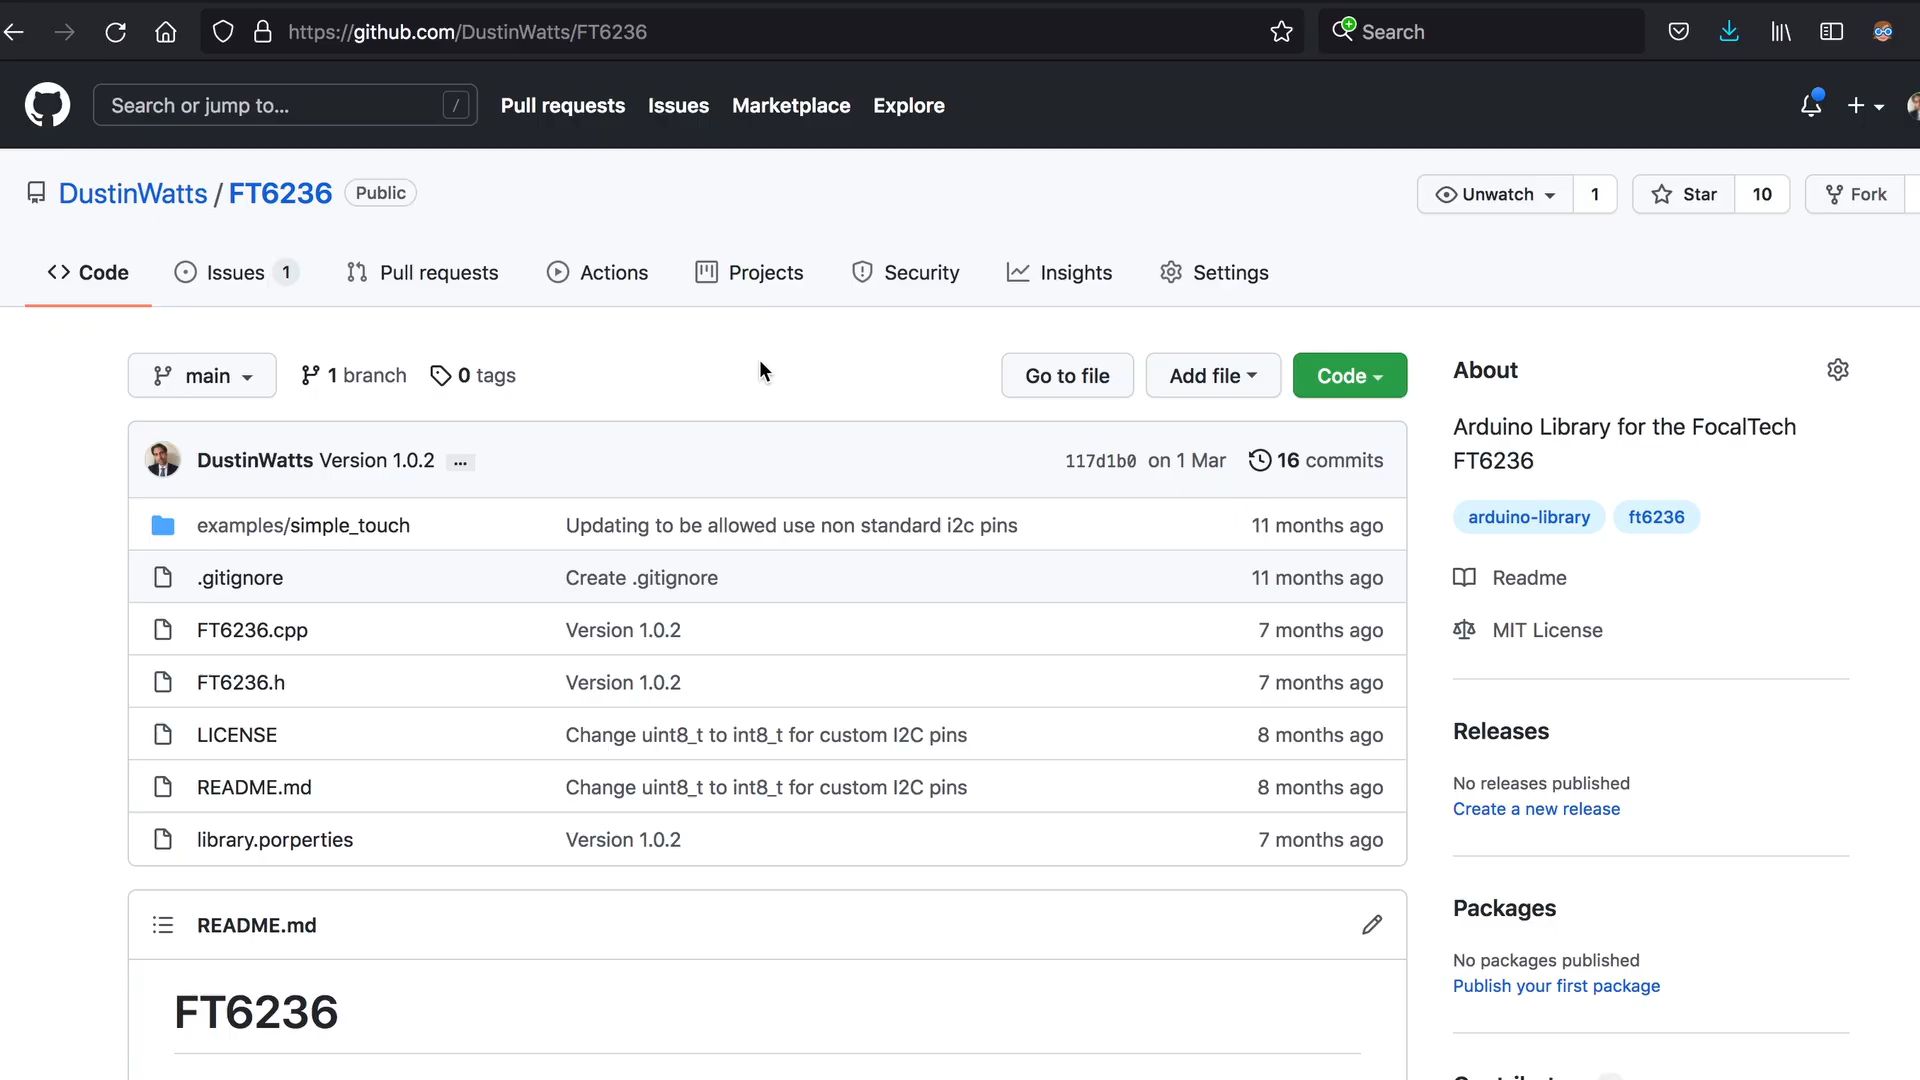 https://github.com/DustinWatts/FT6236
Search
Search or jump to...
/
Pull requests
Issues
Marketplace
Explore
DustinWatts / FT6236
Public
Unwatch
1
Star
10
Fork
Code
Issues 1
Pull requests
Actions
Projects
Security
Insights
Settings
main
1 branch
0 tags
Go to file
Add file
Code
DustinWatts Version 1.0.2 ...
117d1b0 on 1 Mar
16 commits
examples/simple_touch Updating to be allowed use non standard i2c pins 11 months ago
.gitignore Create .gitignore 11 months ago
FT6236.cpp Version 1.0.2 7 months ago
FT6236.h Version 1.0.2 7 months ago
LICENSE Change uint8_t to int8_t for custom I2C pins 8 months ago
README.md Change uint8_t to int8_t for custom I2C pins 8 months ago
library.porperties Version 1.0.2 7 months ago
README.md
FT6236
About
Arduino Library for the FocalTech
FT6236
arduino-library
ft6236
Readme
MIT License
Releases
No releases published
Create a new release
Packages
No packages published
Publish your first package